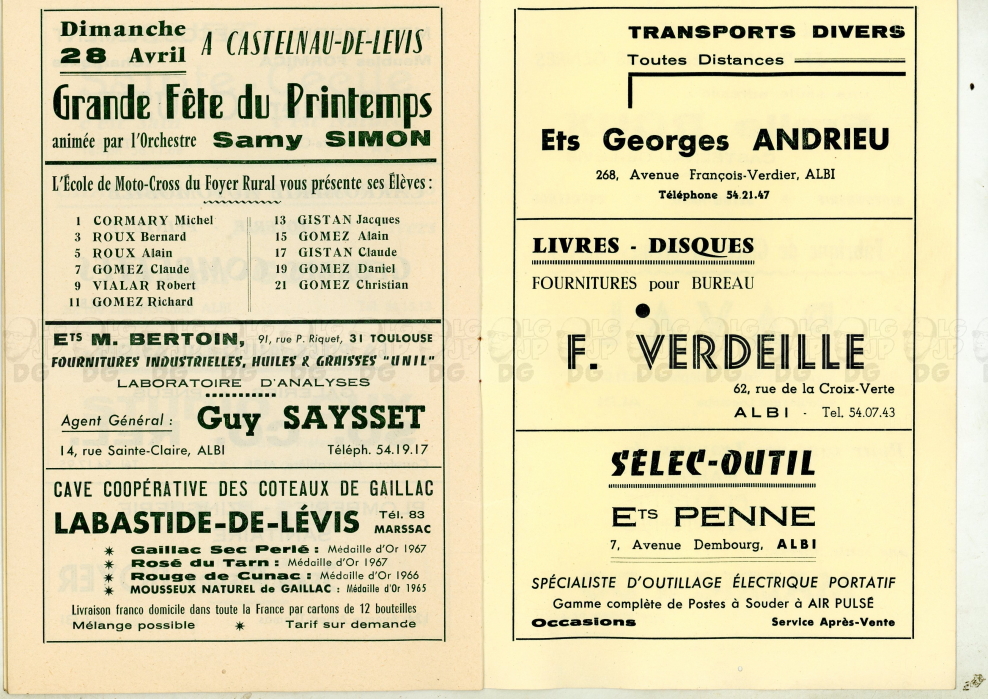 Dimanche
28 Avril
A CASTELNAU-DE-LEVIS
Grande Fête du Printemps
animée par l'Orchestre Samy SIMON
L'École de Moto-Cross du Foyer Rural vous présente ses Élèves :
1 CORMARY Michel
3 ROUX Bernard
5 ROUX Alain
7 GOMEZ Claude
9 VIALAR Robert
11 GOMEZ Richard
13 GISTAN Jacques
15 GOMEZ Alain
17 GISTAN Claude
19 GOMEZ Daniel
21 GOMEZ Christian
ETS M. BERTOIN, 91, rue P. Riquet, 31 TOULOUSE
FOURNITURES INDUSTRIELLES, HUILES & GRAISSES "UNIL"
LABORATOIRE D'ANALYSES
Agent Général : Guy SAYSSET
14, rue Sainte-Claire, ALBI Téléph. 54.19.17
CAVE COOPÉRATIVE DES COTEAUX DE GAILLAC
LABASTIDE-DE-LÉVIS Tél. 83 MARSSAC
Gaillac Sec Perlé : Médaille d'Or 1967
Rosé du Tarn : Médaille d'Or 1967
Rouge de Cunac : Médaille d'Or 1966
MOUSSEUX NATUREL de GAILLAC : Médaille d'Or 1965
Livraison franco domicile dans toute la France par cartons de 12 bouteilles
Mélange possible * Tarif sur demande
TRANSPORTS DIVERS
Toutes Distances
Ets Georges ANDRIEU
268, Avenue François-Verdier, ALBI
Téléphone 54.21.47
LIVRES - DISQUES
FOURNITURES pour BUREAU
F. VERDEILLE
62, rue de la Croix-Verte
ALBI - Tel. 54.07.43
SÉLEC-OUTIL
ETS PENNE
7, Avenue Dembourg, ALBI
SPÉCIALISTE D'OUTILLAGE ÉLECTRIQUE PORTATIF
Gamme complète de Postes à Souder à AIR PULSÉ
Occasions Service Après-Vente